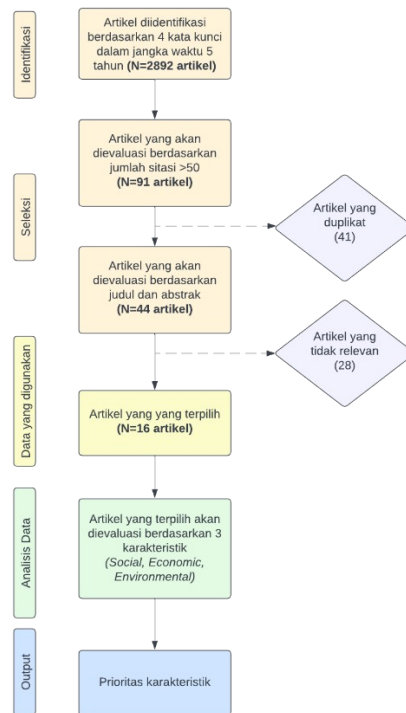 Identifikasi
Artikel diidentifikasi
berdasarkan 4 kata kunci
dalam jangka waktu 5
tahun (N=2892 artikel)
Seleksi
Artikel yang akan
dievaluasi berdasarkan
jumlah sitasi >50
(N=91 artikel)
Artikel yang
duplikat
(41)
Artikel yang akan
dievaluasi berdasarkan
judul dan abstrak
(N=44 artikel)
Artikel yang
tidak relevan
(28)
Data yang digunakan
Artikel yang yang terpilih
(N=16 artikel)
Analisis Data
Artikel yang terpilih akan
dievaluasi berdasarkan 3
karakteristik
(Social, Economic,
Environmental)
Output
Prioritas karakteristik